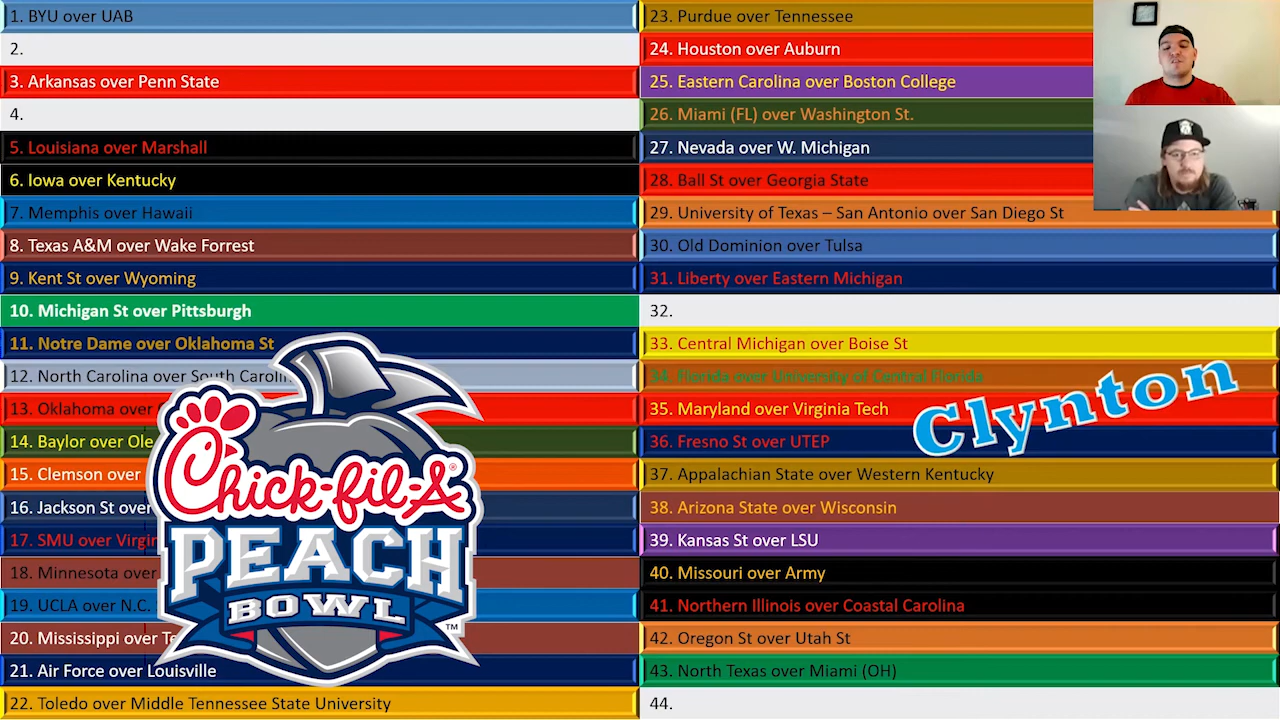 1. BYU over UAB
2.
3. Arkansas over Penn State
4.
5. Louisiana over Marshall
6. Iowa over Kentucky
7. Memphis over Hawaii
8. Texas A&M over Wake Forrest
9. Kent St over Wyoming
10. Michigan St over Pittsburgh
11. Notre Dame over Oklahoma St
12. North Carolina over South
13. Oklahoma over
14. Baylor over Ole
15. Clemson over
16. Jackson St over
17. SMU over
18. Minnesota over
19. UCLA over N.C.
20. Mississippi over
21. Air Force over Louisville
22. Toledo over Middle Tennessee State University
Chick-fil-A®
PEACH
BOWL
TM
23. Purdue over Tennessee
24. Houston over Auburn
25. Eastern Carolina over Boston College
26. Miami (FL) over Washington St.
27. Nevada over W. Michigan
28. Ball St over Georgia State
29. University of Texas – San Antonio over San Diego St
30. Old Dominion over Tulsa
31. Liberty over Eastern Michigan
32.
33. Central Michigan over Boise St
34. Florida over University of Central Florida
35. Maryland over Virginia Tech
36. Fresno St over UTEP
37. Appalachian State over Western Kentucky
38. Arizona State over Wisconsin
39. Kansas St over LSU
40. Missouri over Army
41. Northern Illinois over Coastal Carolina
42. Oregon St over Utah St
43. North Texas over Miami (OH)
44.
Clynton